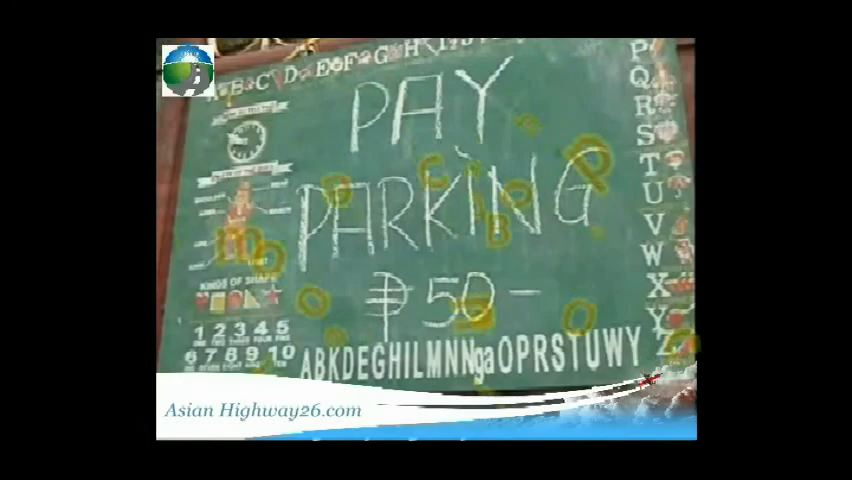 A B C D E F G H I J
PAY
PARKING
₱ 50 -
P
Q
R
S
T
U
V
W
X
Y
Z
KINDS OF SHAPE
1 2 3 4 5
6 7 8 9 10
ABKDEGHILMNNgaOPRSTUWY
Asian Highway26.com